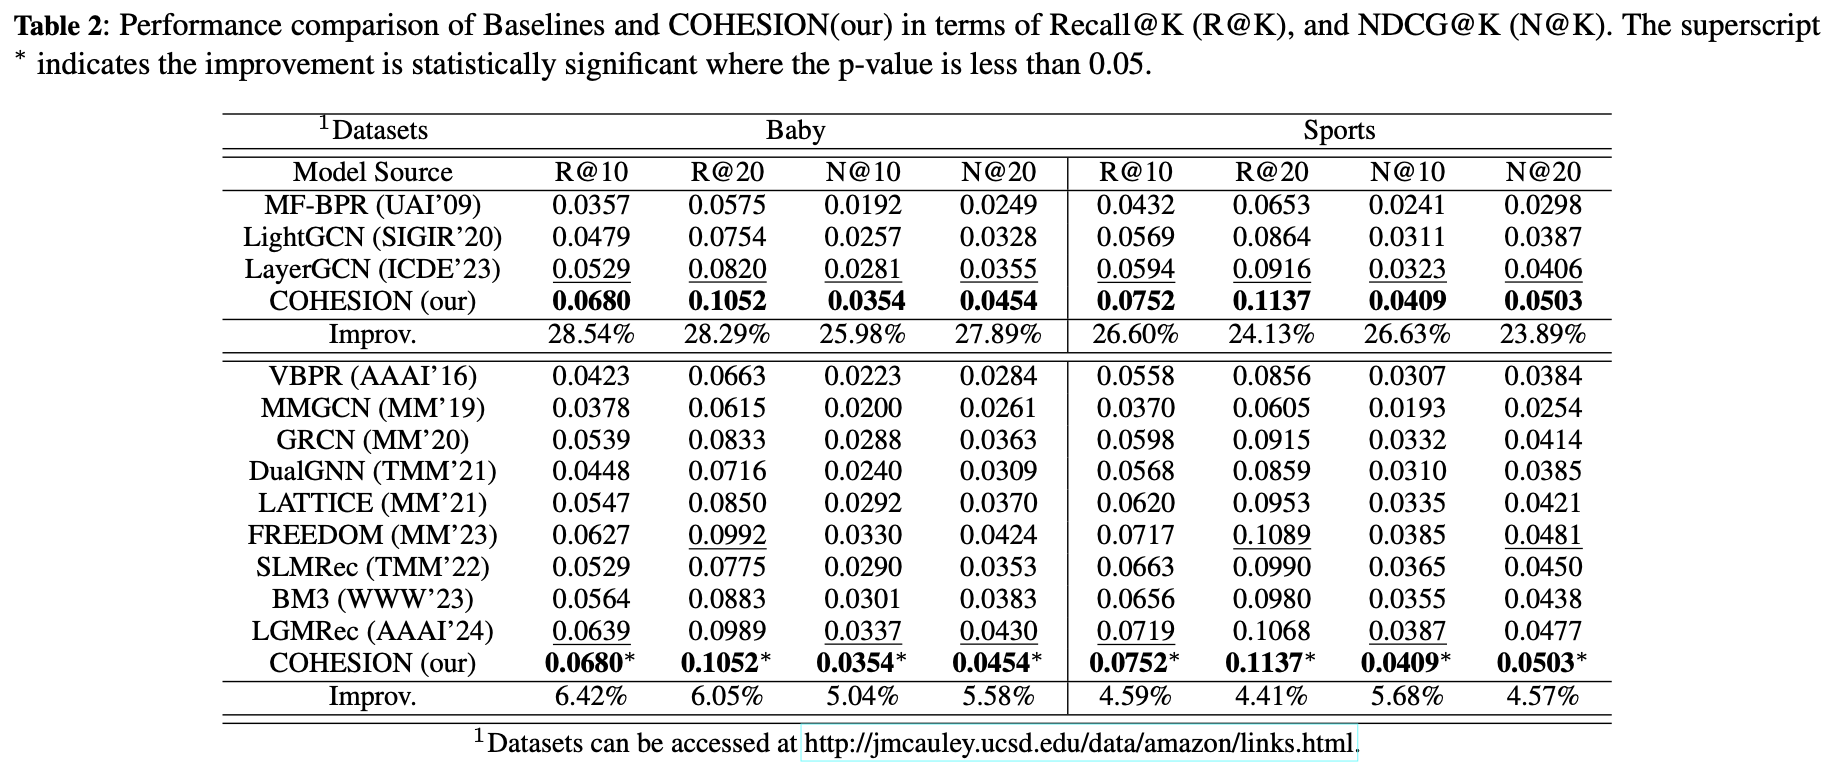 Table 2: Performance comparison of Baselines and COHESION(our) in terms of Recall@K (R@K), and NDCG@K (N@K). The superscript
* indicates the improvement is statistically significant where the p-value is less than 0.05.
1Datasets Baby Sports
Model Source R@10 R@20 N@10 N@20 R@10 R@20 N@10 N@20
MF-BPR (UAI’09) 0.0357 0.0575 0.0192 0.0249 0.0432 0.0653 0.0241 0.0298
LightGCN (SIGIR’20) 0.0479 0.0754 0.0257 0.0328 0.0569 0.0864 0.0311 0.0387
LayerGCN (ICDE’23) 0.0529 0.0820 0.0281 0.0355 0.0594 0.0916 0.0323 0.0406
COHESION (our) 0.0680 0.1052 0.0354 0.0454 0.0752 0.1137 0.0409 0.0503
Improv. 28.54% 28.29% 25.98% 27.89% 26.60% 24.13% 26.63% 23.89%
VBPR (AAAI’16) 0.0423 0.0663 0.0223 0.0284 0.0558 0.0856 0.0307 0.0384
MMGCN (MM’19) 0.0378 0.0615 0.0200 0.0261 0.0370 0.0605 0.0193 0.0254
GRCN (MM’20) 0.0539 0.0833 0.0288 0.0363 0.0598 0.0915 0.0332 0.0414
DualGNN (TMM’21) 0.0448 0.0716 0.0240 0.0309 0.0568 0.0859 0.0310 0.0385
LATTICE (MM’21) 0.0547 0.0850 0.0292 0.0370 0.0620 0.0953 0.0335 0.0421
FREEDOM (MM’23) 0.0627 0.0992 0.0330 0.0424 0.0717 0.1089 0.0385 0.0481
SLMRec (TMM’22) 0.0529 0.0775 0.0290 0.0353 0.0663 0.0990 0.0365 0.0450
BM3 (WWW’23) 0.0564 0.0883 0.0301 0.0383 0.0656 0.0980 0.0355 0.0438
LGMRec (AAAI’24) 0.0639 0.0989 0.0337 0.0430 0.0719 0.1068 0.0387 0.0477
COHESION (our) 0.0680* 0.1052* 0.0354* 0.0454* 0.0752* 0.1137* 0.0409* 0.0503*
Improv. 6.42% 6.05% 5.04% 5.58% 4.59% 4.41% 5.68% 4.57%
1Datasets can be accessed at http://jmcauley.ucsd.edu/data/amazon/links.html.